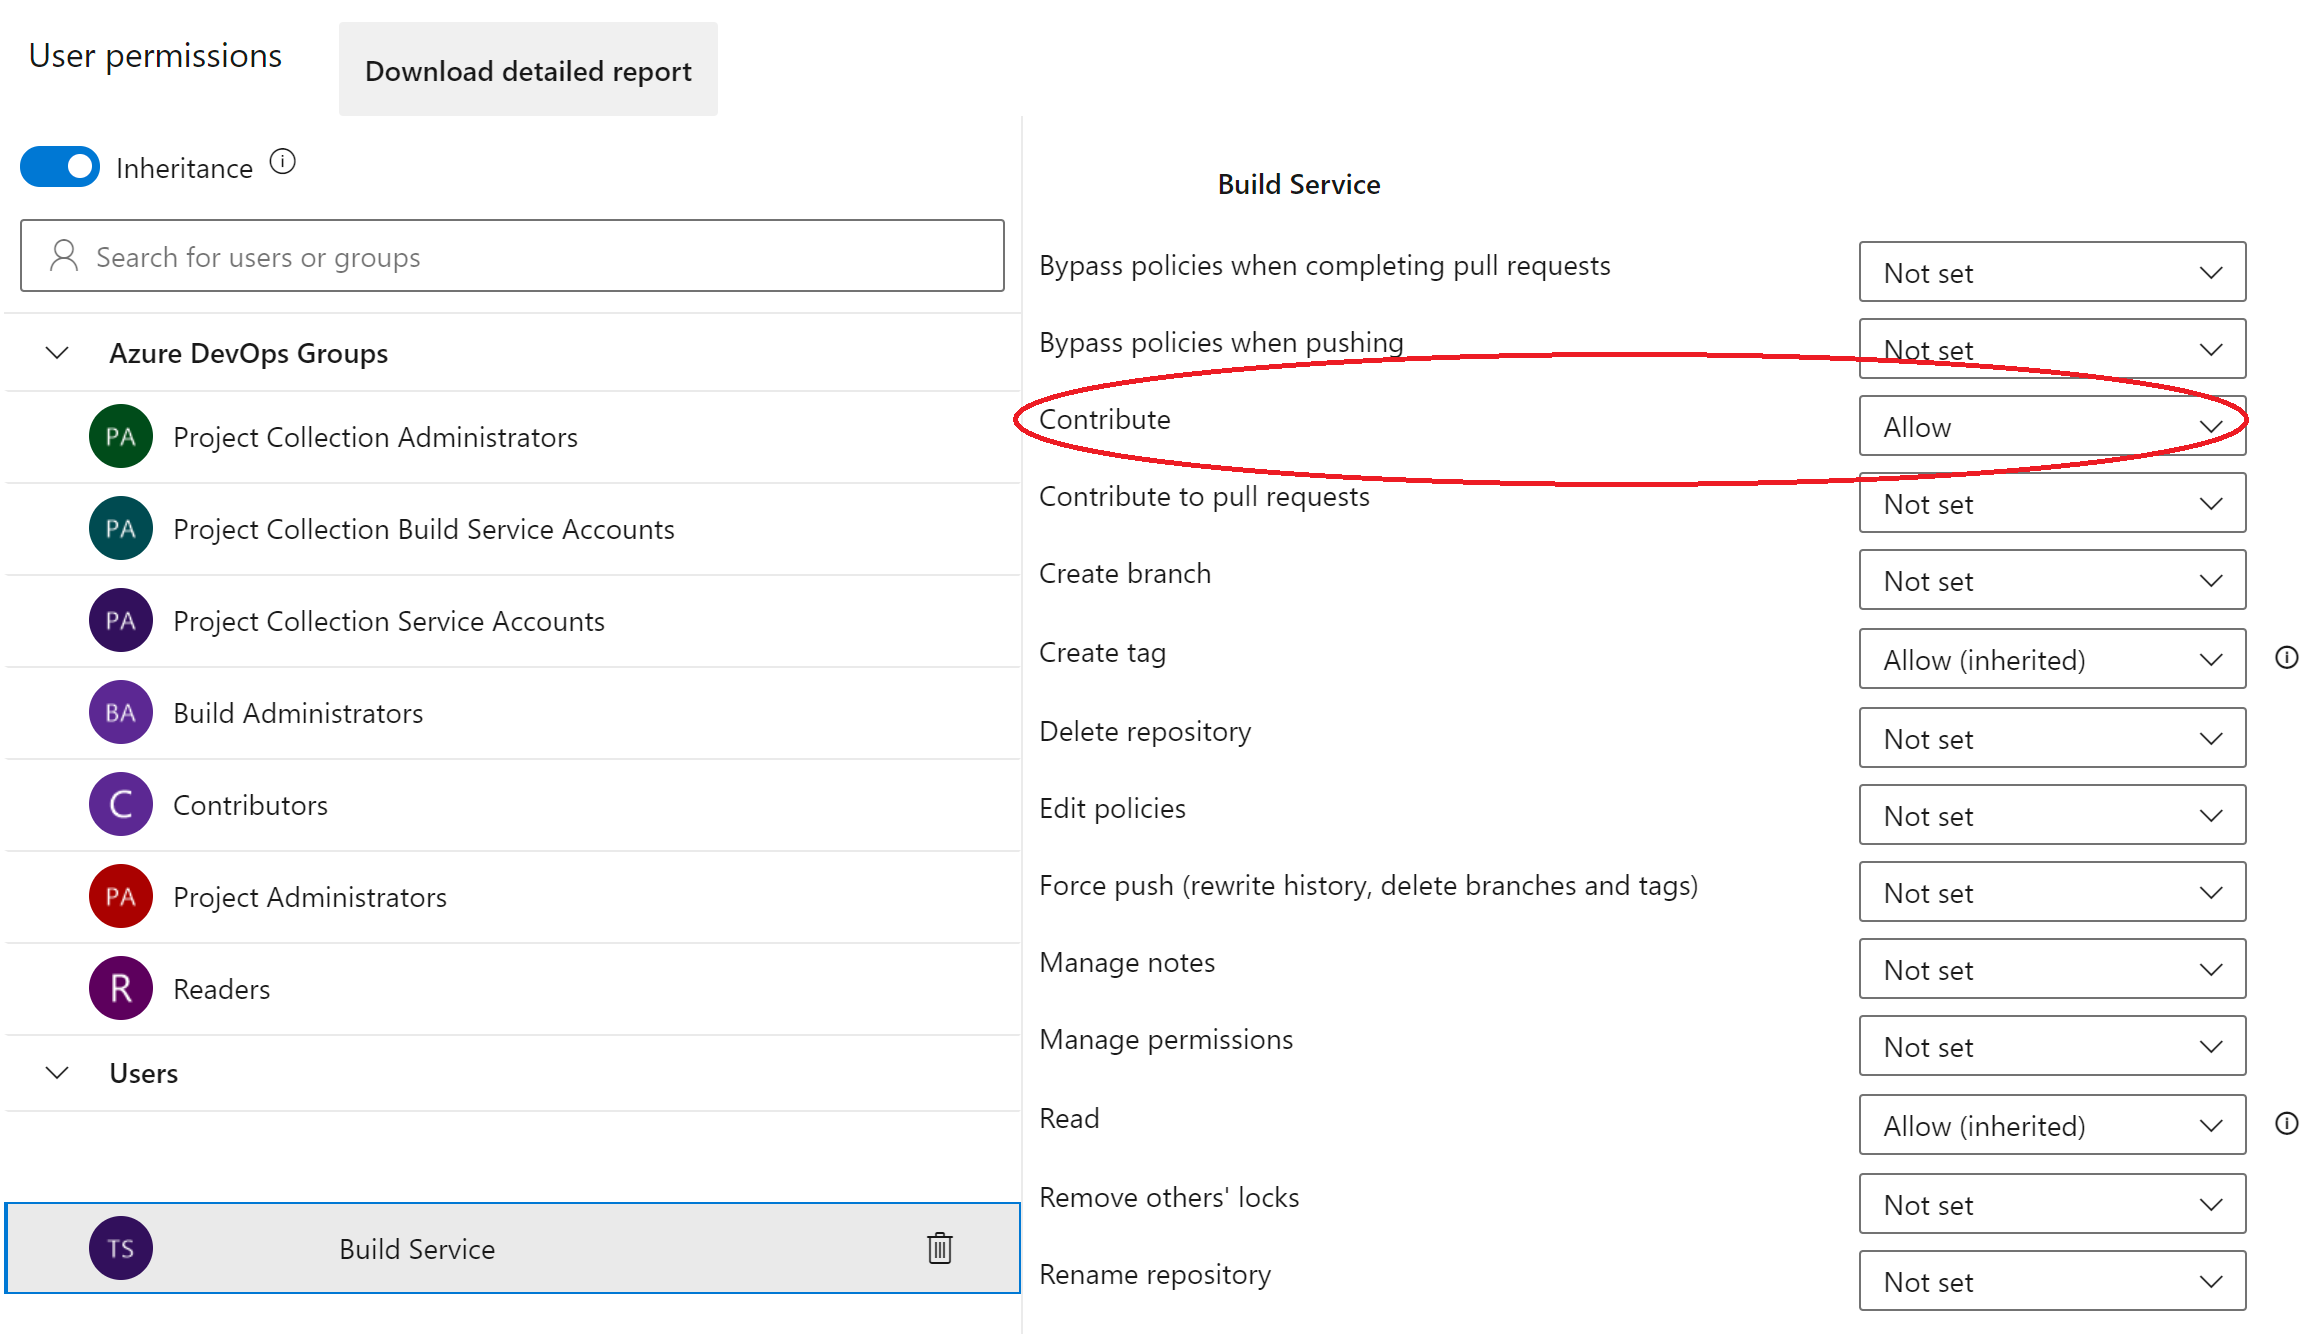 User permissions
Download detailed report
Inheritance
Search for users or groups
Azure DevOps Groups
PA Project Collection Administrators
PA Project Collection Build Service Accounts
PA Project Collection Service Accounts
BA Build Administrators
C Contributors
PA Project Administrators
R Readers
Users
TS Build Service
Build Service
Bypass policies when completing pull requests Not set
Bypass policies when pushing Not set
Contribute Allow
Contribute to pull requests Not set
Create branch Not set
Create tag Allow (inherited)
Delete repository Not set
Edit policies Not set
Force push (rewrite history, delete branches and tags) Not set
Manage notes Not set
Manage permissions Not set
Read Allow (inherited)
Remove others' locks Not set
Rename repository Not set